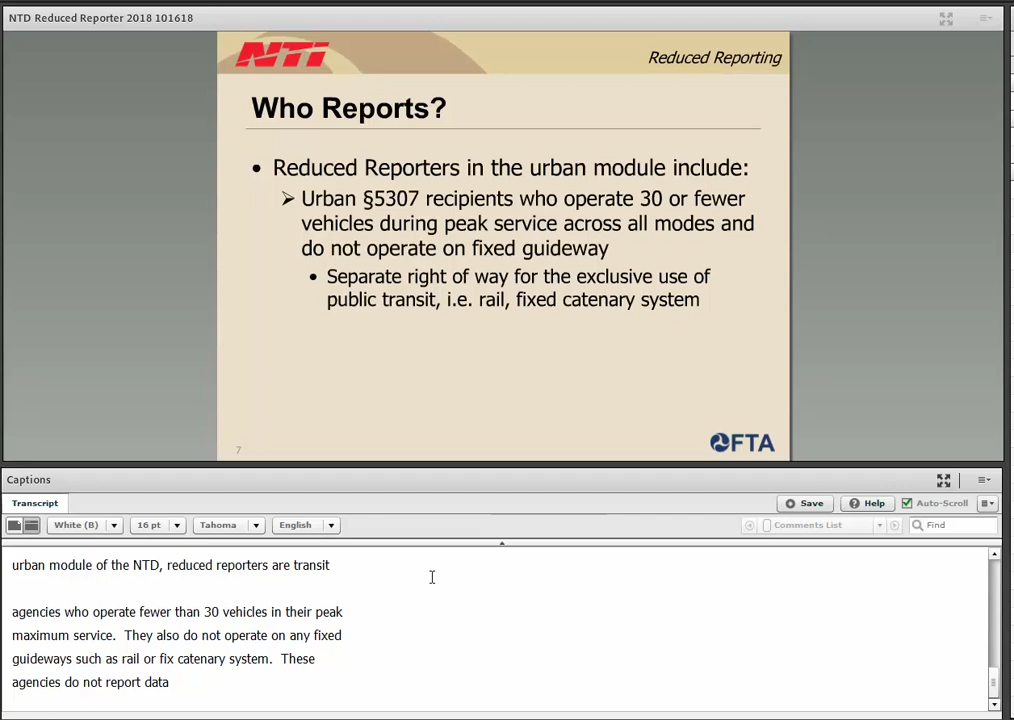 NTD Reduced Reporter 2018 101618
NTI
Reduced Reporting
Who Reports?
• Reduced Reporters in the urban module include:
➢ Urban §5307 recipients who operate 30 or fewer
vehicles during peak service across all modes and
do not operate on fixed guideway
• Separate right of way for the exclusive use of
public transit, i.e. rail, fixed catenary system
7
FTA
Captions
Transcript
Save
Help
Auto-Scroll
White (B)
16 pt
Tahoma
English
Comments List
Find
urban module of the NTD, reduced reporters are transit
agencies who operate fewer than 30 vehicles in their peak
maximum service. They also do not operate on any fixed
guideways such as rail or fix catenary system. These
agencies do not report data